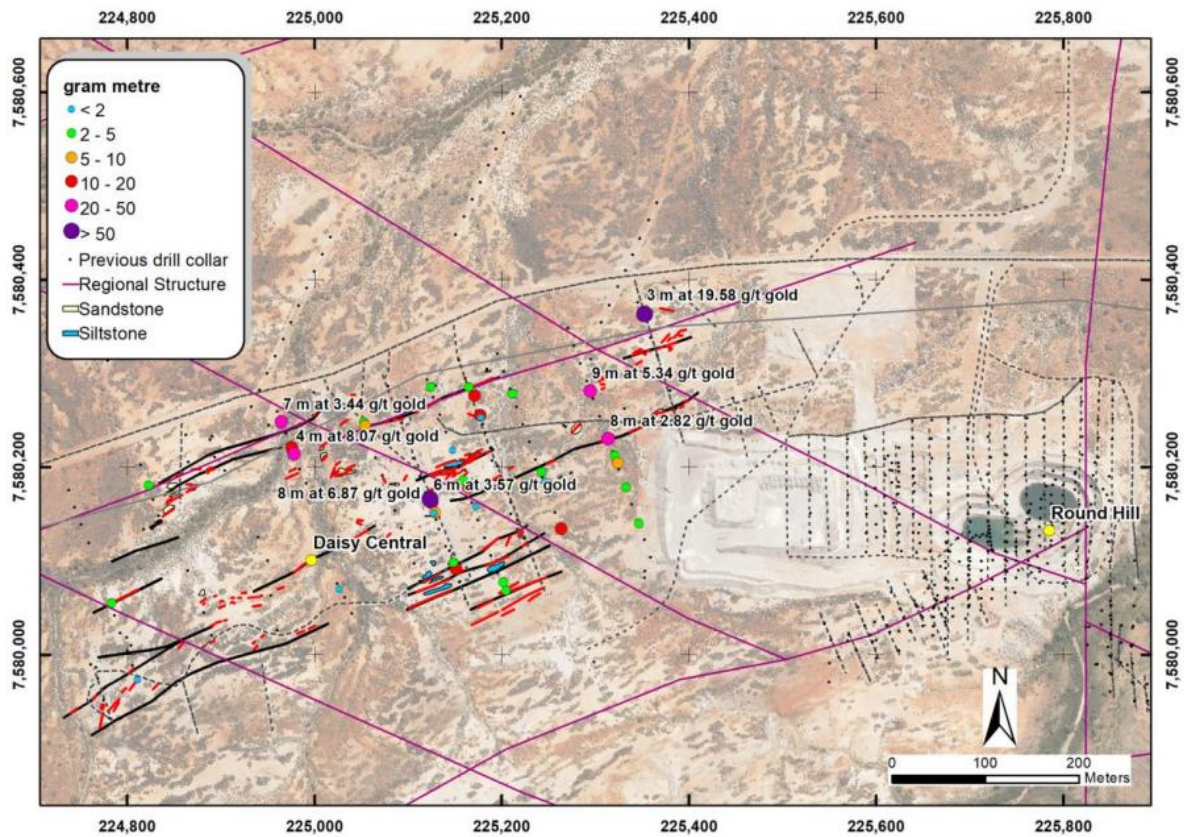 224,800 225,000 225,200 225,400 225,600 225,800
7,580,600
7,580,600
gram metre
< 2
2 - 5
5 - 10
10 - 20
20 - 50
> 50
Previous drill collar
Regional Structure
Sandstone
Siltstone
7,580,400
7,580,400
3 m at 19.58 g/t gold
9 m at 5.34 g/t gold
7 m at 3.44 g/t gold
8 m at 2.82 g/t gold
4 m at 8.07 g/t gold
7,580,200
7,580,200
8 m at 6.87 g/t gold
6 m at 3.57 g/t gold
Round Hill
Daisy Central
7,580,000
7,580,000
N
0 100 200
Meters
224,800 225,000 225,200 225,400 225,600 225,800